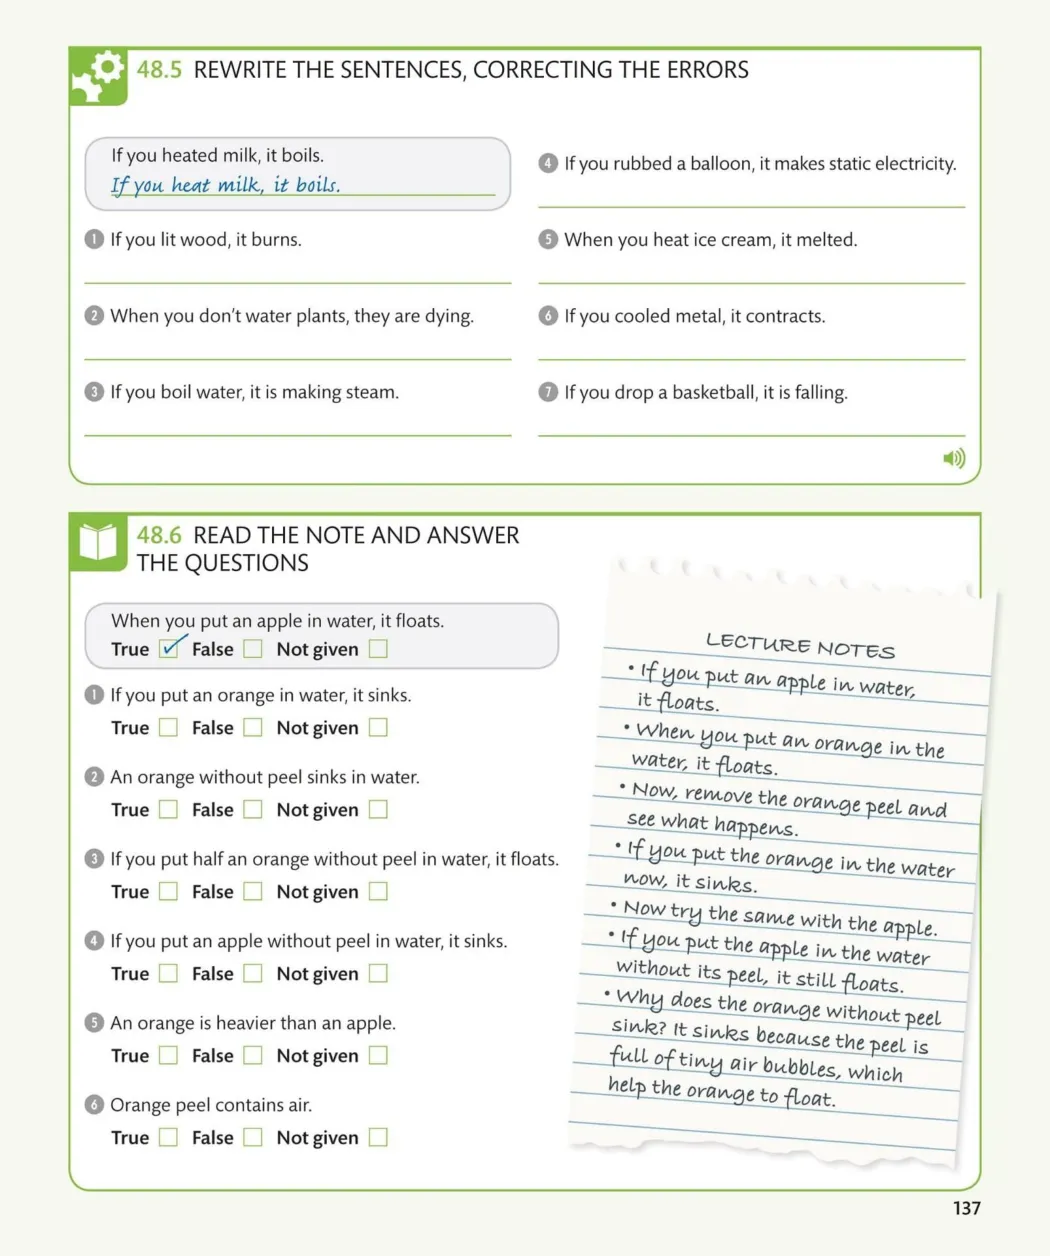 48.5 REWRITE THE SENTENCES, CORRECTING THE ERRORS
If you heated milk, it boils.
If you heat milk, it boils.
1 If you lit wood, it burns.
2 When you don't water plants, they are dying.
3 If you boil water, it is making steam.
4 If you rubbed a balloon, it makes static electricity.
5 When you heat ice cream, it melted.
6 If you cooled metal, it contracts.
7 If you drop a basketball, it is falling.
48.6 READ THE NOTE AND ANSWER
THE QUESTIONS
When you put an apple in water, it floats.
True False Not given
1 If you put an orange in water, it sinks.
True False Not given
2 An orange without peel sinks in water.
True False Not given
3 If you put half an orange without peel in water, it floats.
True False Not given
4 If you put an apple without peel in water, it sinks.
True False Not given
5 An orange is heavier than an apple.
True False Not given
6 Orange peel contains air.
True False Not given
LECTURE NOTES
• If you put an apple in water,
it floats.
• When you put an orange in the
water, it floats.
• Now, remove the orange peel and
see what happens.
• If you put the orange in the water
now, it sinks.
• Now try the same with the apple.
• If you put the apple in the water
without its peel, it still floats.
• Why does the orange without peel
sink? It sinks because the peel is
full of tiny air bubbles, which
help the orange to float.
137